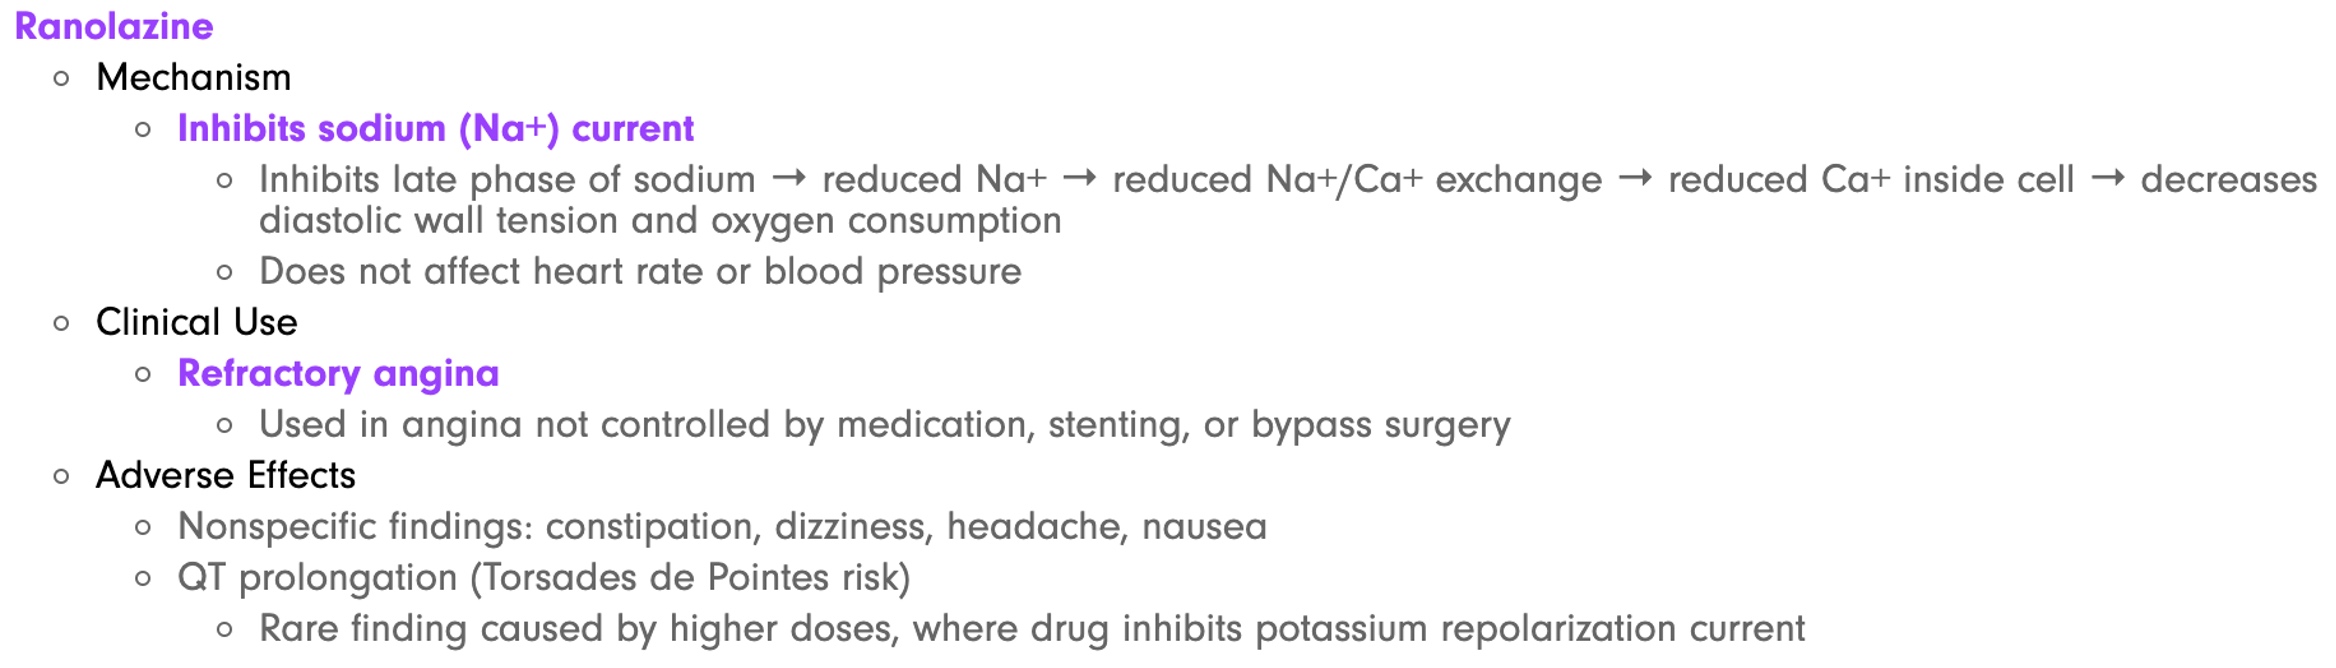 Ranolazine
Mechanism
Inhibits sodium (Na+) current
Inhibits late phase of sodium → reduced Na+ → reduced Na+/Ca+ exchange → reduced Ca+ inside cell → decreases
diastolic wall tension and oxygen consumption
Does not affect heart rate or blood pressure
Clinical Use
Refractory angina
Used in angina not controlled by medication, stenting, or bypass surgery
Adverse Effects
Nonspecific findings: constipation, dizziness, headache, nausea
QT prolongation (Torsades de Pointes risk)
Rare finding caused by higher doses, where drug inhibits potassium repolarization current